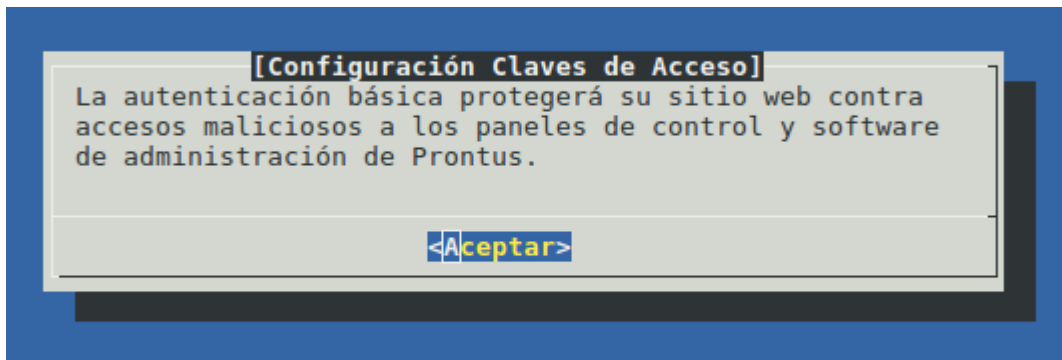 [Configuración Claves de Acceso]
La autenticación básica protegerá su sitio web contra
accesos maliciosos a los paneles de control y software
de administración de Prontus.
<Aceptar>